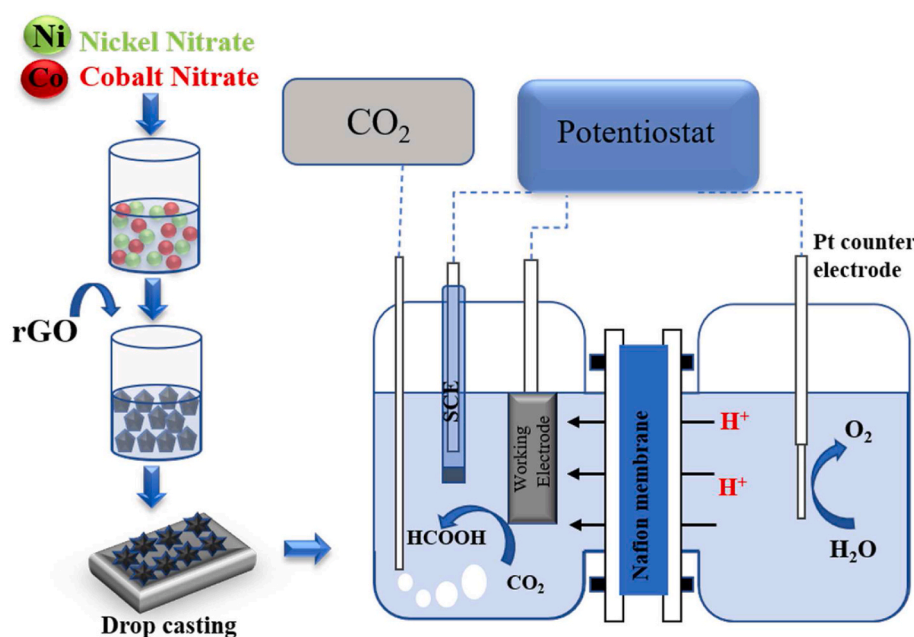 Ni Nickel Nitrate
Co Cobalt Nitrate
rGO
Drop casting
CO₂
Potentiostat
Pt counter
electrode
SCE
Working
Electrode
Nafion membrane
H⁺
H⁺
HCOOH
CO₂
O₂
H₂O